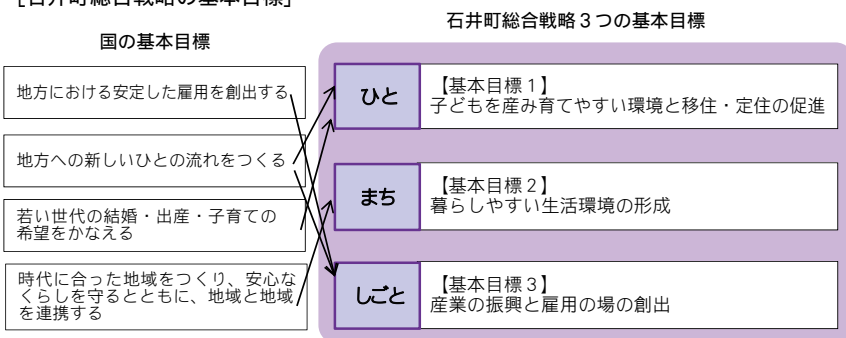 ［石井町総合戦略の基本目標］
石井町総合戦略３つの基本目標
国の基本目標
地方における安定した雇用を創出する
地方への新しいひとの流れをつくる
若い世代の結婚・出産・子育ての
希望をかなえる
時代に合った地域をつくり、安心な
くらしを守るとともに、地域と地域
を連携する
ひと
【基本目標１】
子どもを産み育てやすい環境と移住・定住の促進
まち
【基本目標２】
暮らしやすい生活環境の形成
しごと
【基本目標３】
産業の振興と雇用の場の創出